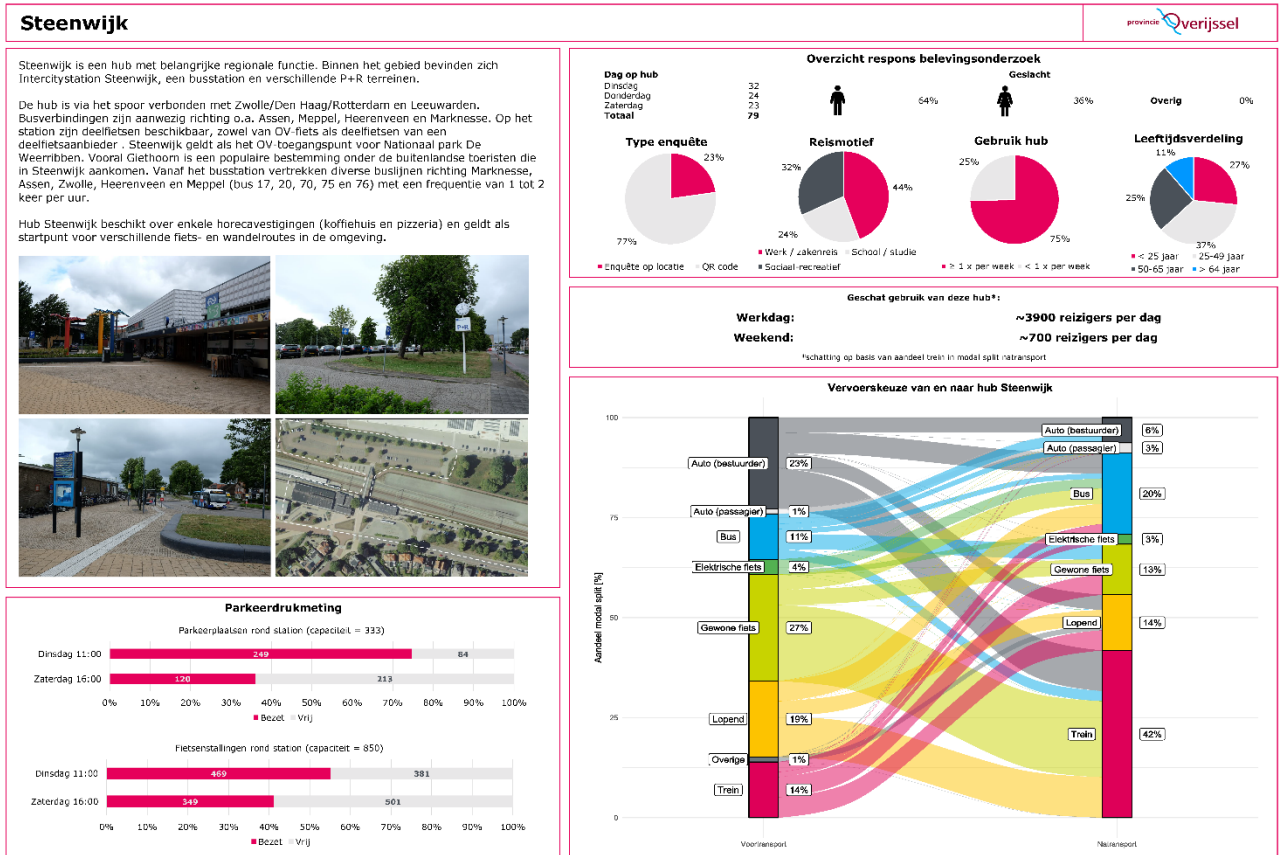 Steenwijk
provincie Overijssel
Steenwijk is een hub met belangrijke regionale functie. Binnen het gebied bevinden zich
Intercitystation Steenwijk, een busstation en verschillende P+R terreinen.
De hub is via het spoor verbonden met Zwolle/Den Haag/Rotterdam en Leeuwarden.
Busverbindingen zijn aanwezig richting o.a. Assen, Meppel, Heerenveen en Marknesse. Op het
station zijn deelfietsen beschikbaar, zowel van OV-fiets als deelfietsen van een
deelfietsaanbieder . Steenwijk geldt als het OV-toegangspunt voor Nationaal park De
Weerribben. Vooral Giethoorn is een populaire bestemming onder de buitenlandse toeristen die
in Steenwijk aankomen. Vanaf het busstation vertrekken diverse buslijnen richting Marknesse,
Assen, Zwolle, Heerenveen en Meppel (bus 17, 20, 70, 75 en 76) met een frequentie van 1 tot 2
keer per uur.
Hub Steenwijk beschikt over enkele horecavestigingen (koffiehuis en pizzeria) en geldt als
startpunt voor verschillende fiets- en wandelroutes in de omgeving.
P+R
Parkeerdrukmeting
Parkeerplaatsen rond station (capaciteit = 333)
Dinsdag 11:00 249 84
Zaterdag 16:00 120 213
0% 10% 20% 30% 40% 50% 60% 70% 80% 90% 100%
Bezet Vrij
Fietsenstallingen rond station (capaciteit = 850)
Dinsdag 11:00 469 381
Zaterdag 16:00 349 501
0% 10% 20% 30% 40% 50% 60% 70% 80% 90% 100%
Bezet Vrij
Overzicht respons belevingsonderzoek
Dag op hub Geslacht
Dinsdag 32
Donderdag 24 64% 36% Overig 0%
Zaterdag 23
Totaal 79
Type enquête
23%
77%
Enquête op locatie QR code
Reismotief
32%
44%
24%
Werk / zakenreis School / studie
Sociaal-recreatief
Gebruik hub
25%
75%
≥ 1 x per week < 1 x per week
Leeftijdsverdeling
11%
27%
25%
37%
< 25 jaar 25-49 jaar
50-65 jaar > 64 jaar
Geschat gebruik van deze hub*:
Werkdag: ~3900 reizigers per dag
Weekend: ~700 reizigers per dag
*schatting op basis van aandeel trein in modal split natransport
Vervoerskeuze van en naar hub Steenwijk
Aandeel modal split [%]
100
75
50
25
0
Auto (bestuurder) 23%
Auto (passagier) 1%
Bus 11%
Elektrische fiets 4%
Gewone fiets 27%
Lopend 19%
Overige 1%
Trein 14%
Auto (bestuurder) 6%
Auto (passagier) 3%
Bus 20%
Elektrische fiets 3%
Gewone fiets 13%
Lopend 14%
Trein 42%
Voortransport Natransport